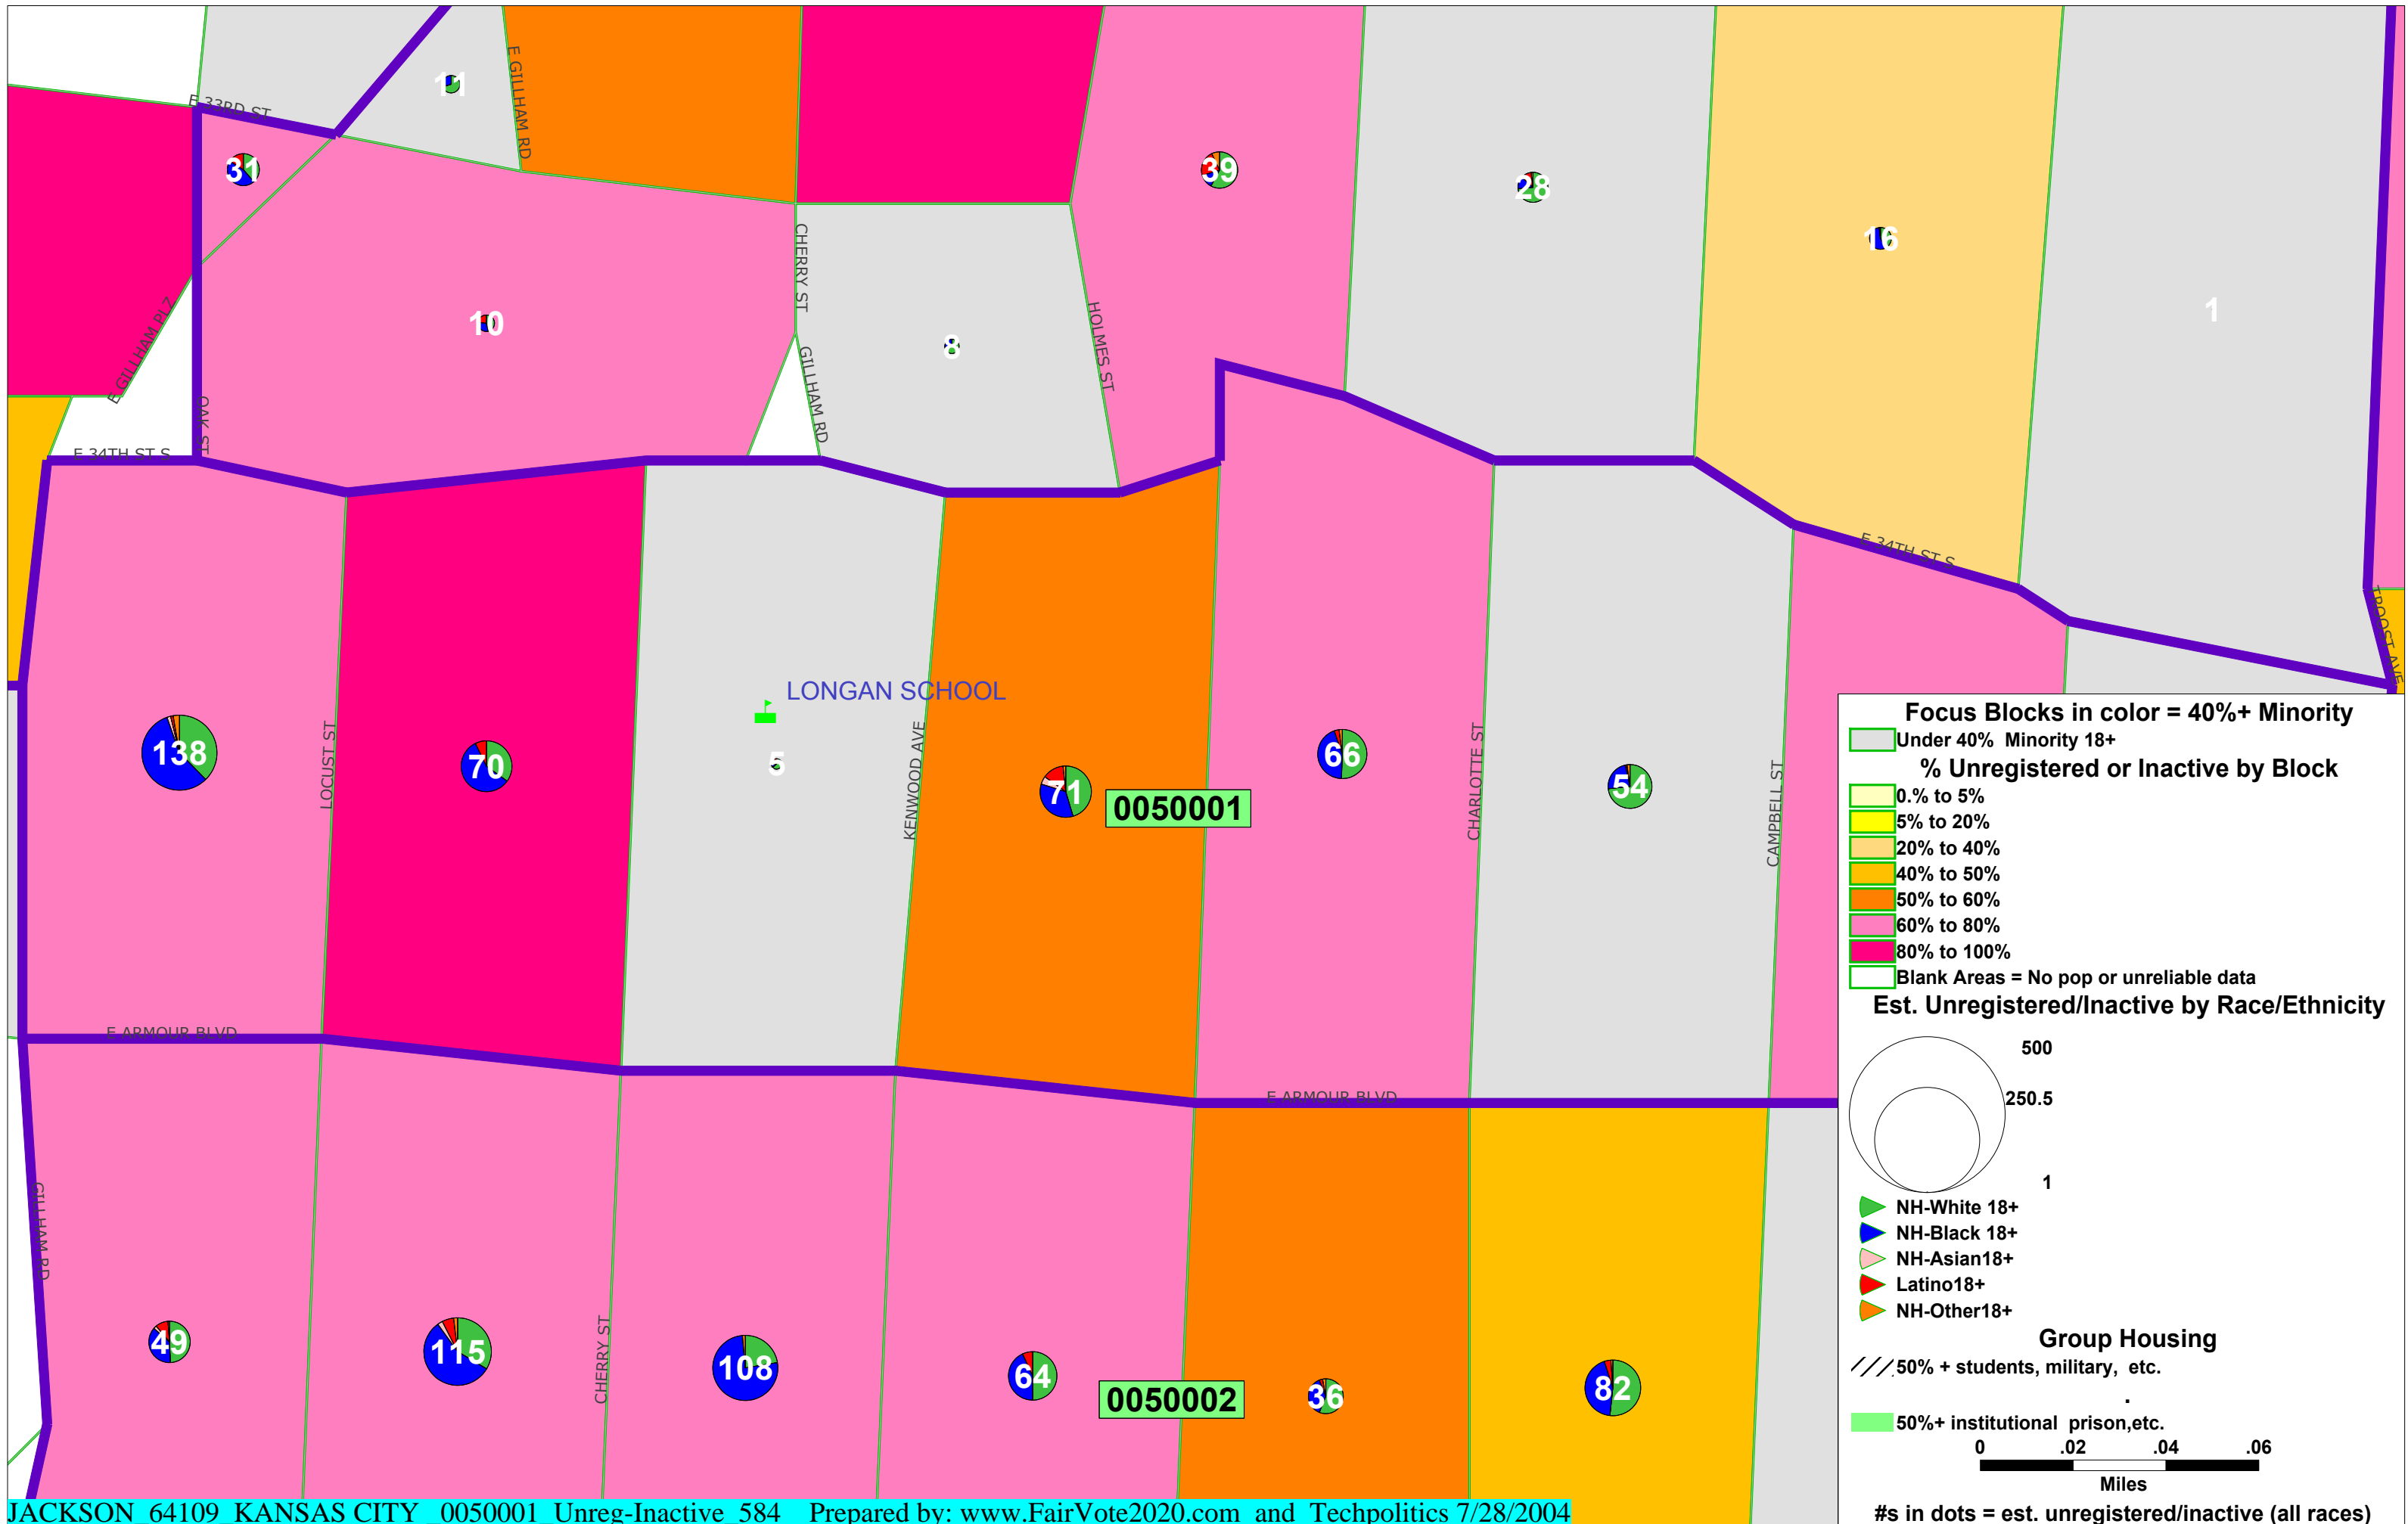 11
E GILLHAM RD
E 33RD ST
31
39
28
16
10
CHERRY ST
8
1
HOLMES ST
E GILLHAM PLZ
GILLHAM RD
OAK ST
E 34TH ST S
E 34TH ST S
TROOST AVE
LONGAN SCHOOL
138
LOCUST ST
70
5
KENWOOD AVE
71
0050001
66
CHARLOTTE ST
54
CAMPBELL ST
E ARMOUR BLVD
E ARMOUR BLVD
GILLHAM RD
49
115
CHERRY ST
108
64
0050002
36
82
Focus Blocks in color = 40%+ Minority
Under 40% Minority 18+
% Unregistered or Inactive by Block
0.% to 5%
5% to 20%
20% to 40%
40% to 50%
50% to 60%
60% to 80%
80% to 100%
Blank Areas = No pop or unreliable data
Est. Unregistered/Inactive by Race/Ethnicity
500
250.5
1
NH-White 18+
NH-Black 18+
NH-Asian18+
Latino18+
NH-Other18+
Group Housing
50% + students, military, etc.
.
50%+ institutional prison,etc.
0 .02 .04 .06
Miles
#s in dots = est. unregistered/inactive (all races)
JACKSON_64109_KANSAS CITY_ 0050001_Unreg-Inactive_584 Prepared by: www.FairVote2020.com and Techpolitics 7/28/2004